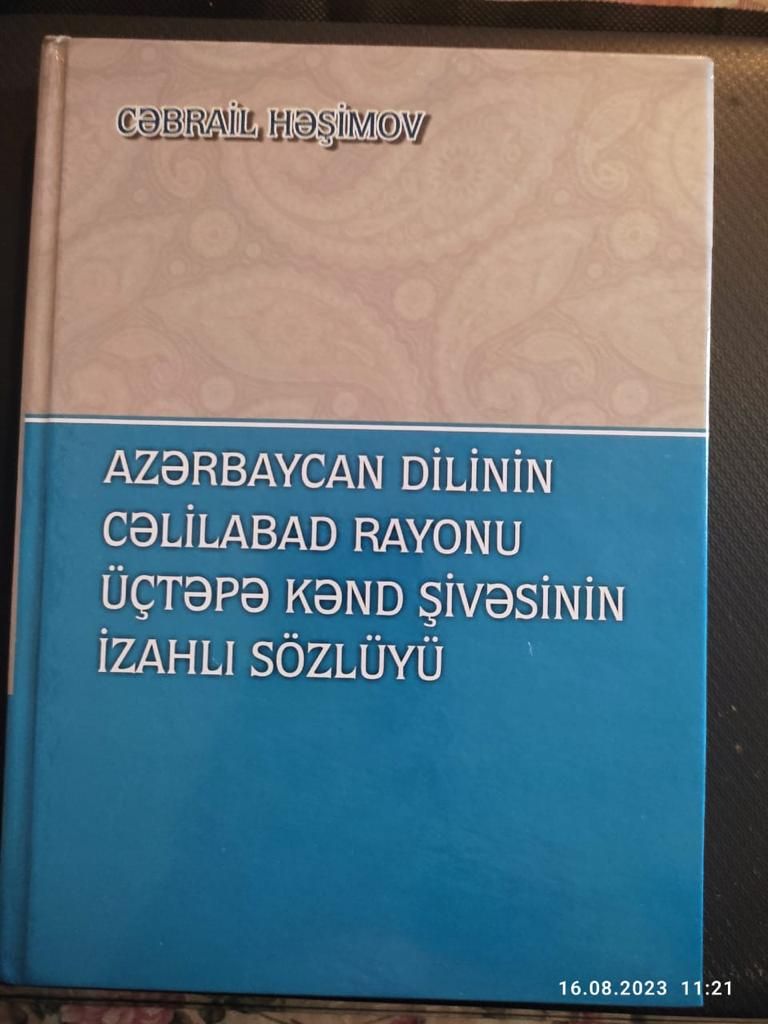 CƏBRAİL HƏŞİMOV
AZƏRBAYCAN DİLİNİN
CƏLİLABAD RAYONU
ÜÇTƏPƏ KƏND ŞİVƏSİNİN
İZAHLI SÖZLÜYÜ
16.08.2023 11:21